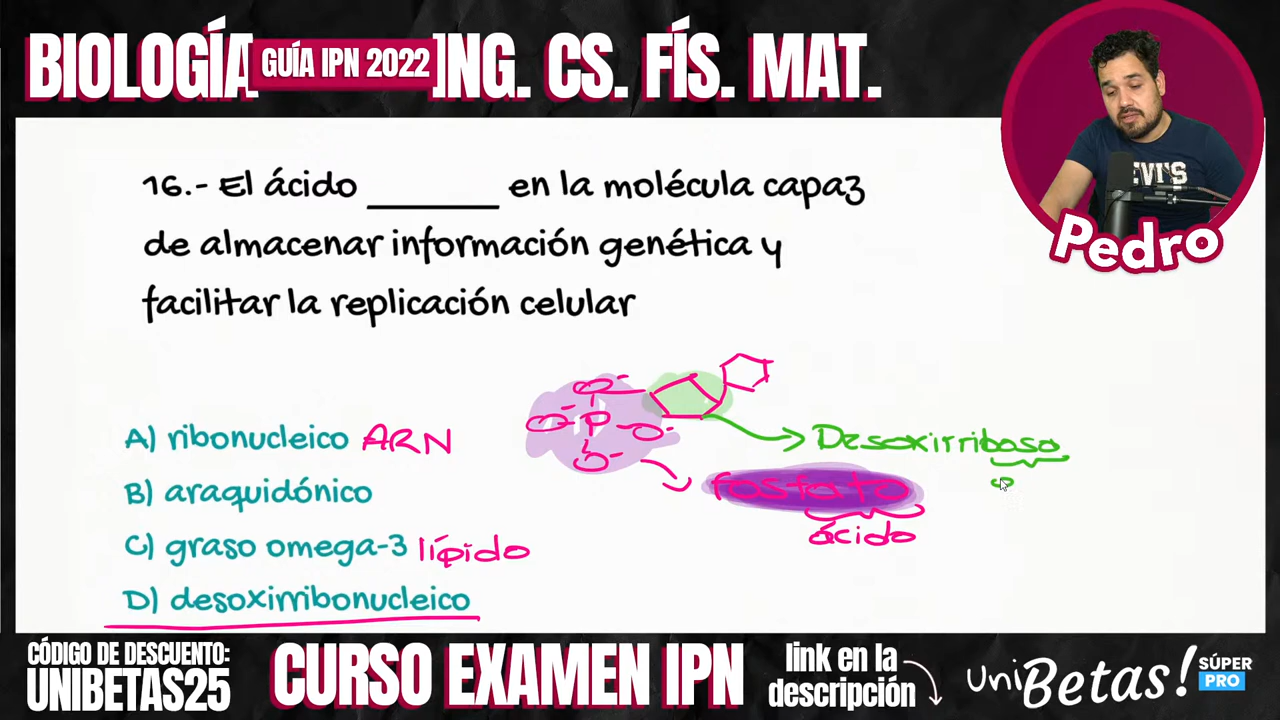 BIOLOGÍA[GUÍA IPN 2022]ING. CS. FÍS. MAT.
EVI'S
Pedro
16.- El ácido _______ en la molécula capaz
de almacenar información genética y
facilitar la replicación celular
O⁻
O⁻ P O⁻
O⁻
A) ribonucleico ARN
Desoxirribosa
B) araquidónico
fosfato
ácido
C) graso omega-3 lípido
D) desoxirribonucleico
CÓDIGO DE DESCUENTO:
UNIBETAS25
CURSO EXAMEN IPN
link en la
descripción
uniBetas! SÚPER
PRO